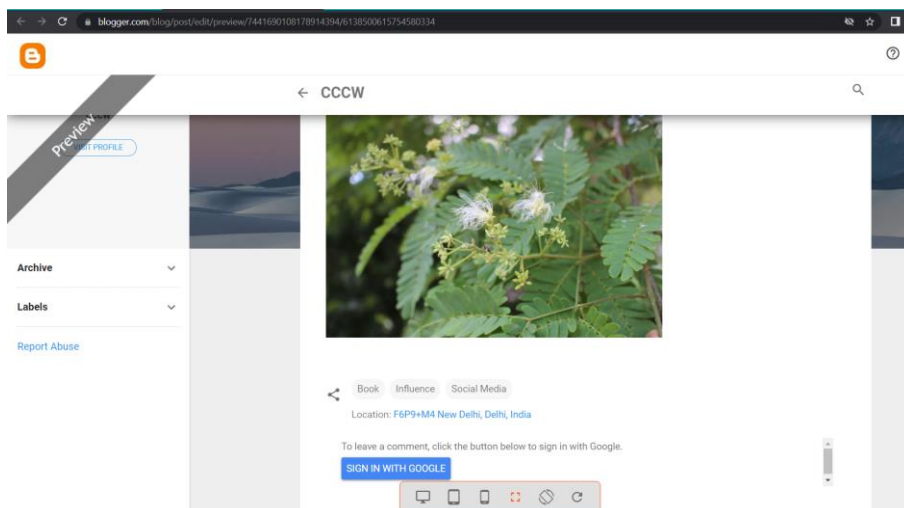 blogger.com/blog/post/edit/preview/7441690108178914394/6138500615754580334
CCCW
Preview
VISIT PROFILE
Archive
Labels
Report Abuse
Book Influence Social Media
Location: F6P9+M4 New Delhi, Delhi, India
To leave a comment, click the button below to sign in with Google.
SIGN IN WITH GOOGLE